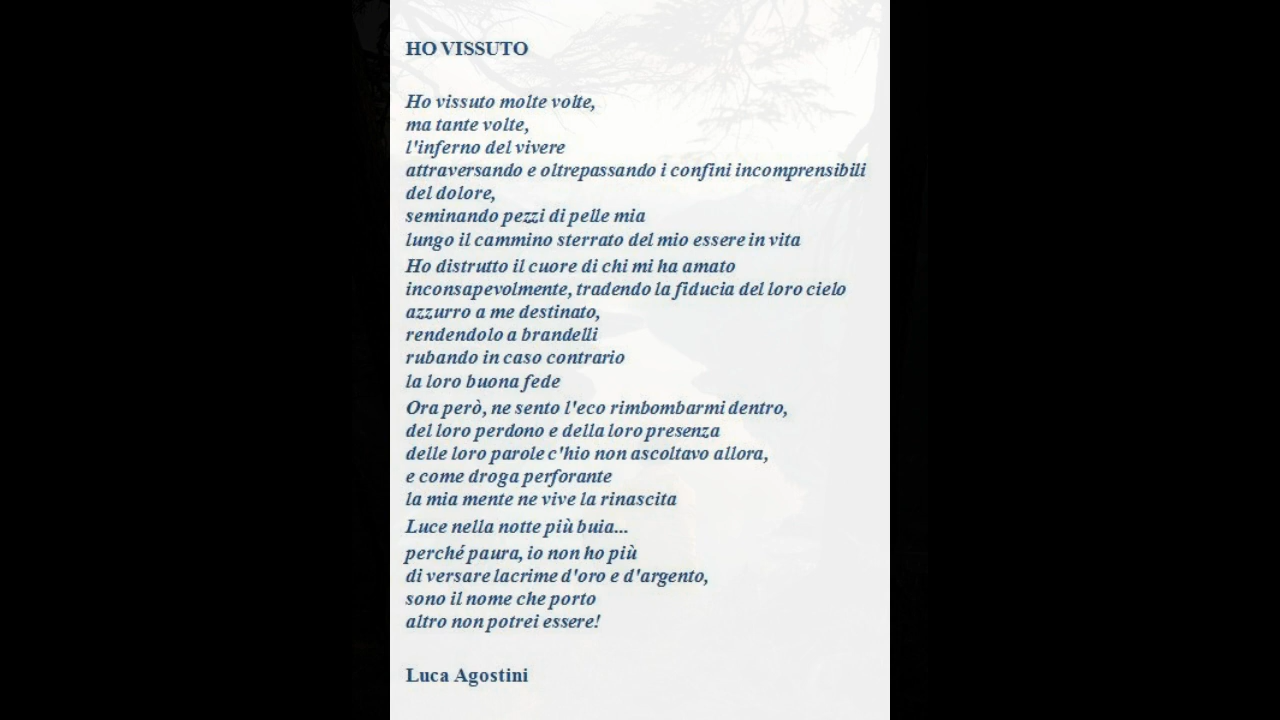 HO VISSUTO
Ho vissuto molte volte,
ma tante volte,
l'inferno del vivere
attraversando e oltrepassando i confini incomprensibili
del dolore,
seminando pezzi di pelle mia
lungo il cammino sterrato del mio essere in vita
Ho distrutto il cuore di chi mi ha amato
inconsapevolmente, tradendo la fiducia del loro cielo
azzurro a me destinato,
rendendolo a brandelli
rubando in caso contrario
la loro buona fede
Ora però, ne sento l'eco rimbombarmi dentro,
del loro perdono e della loro presenza
delle loro parole c'hio non ascoltavo allora,
e come droga perforante
la mia mente ne vive la rinascita
Luce nella notte più buia...
perché paura, io non ho più
di versare lacrime d'oro e d'argento,
sono il nome che porto
altro non potrei essere!
Luca Agostini